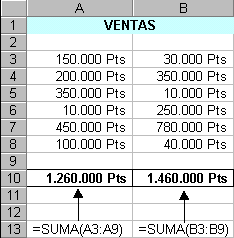 A B
1 VENTAS
2
3 150.000 Pts 30.000 Pts
4 200.000 Pts 350.000 Pts
5 350.000 Pts 10.000 Pts
6 10.000 Pts 250.000 Pts
7 450.000 Pts 780.000 Pts
8 100.000 Pts 40.000 Pts
9
10 1.260.000 Pts 1.460.000 Pts
11
12
13 =SUMA(A3:A9) =SUMA(B3:B9)